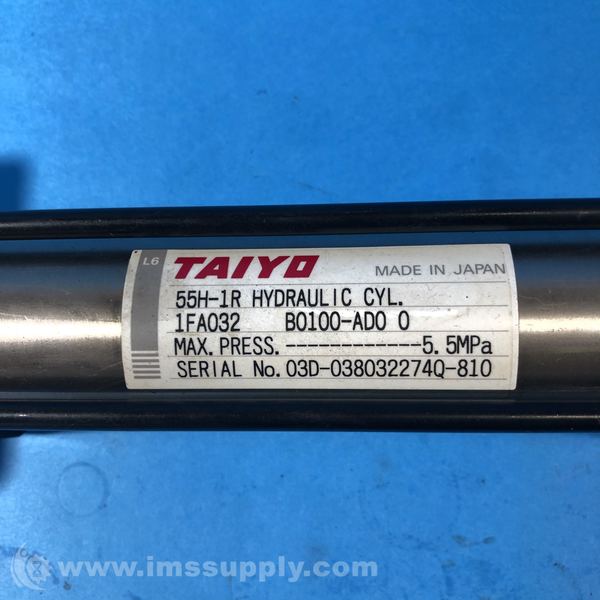 L6
TAIYO MADE IN JAPAN
55H-1R HYDRAULIC CYL.
1FA032 B0100-AD0 0
MAX. PRESS.------------5.5MPa
SERIAL No. 03D-038032274Q-810
www.imssupply.com